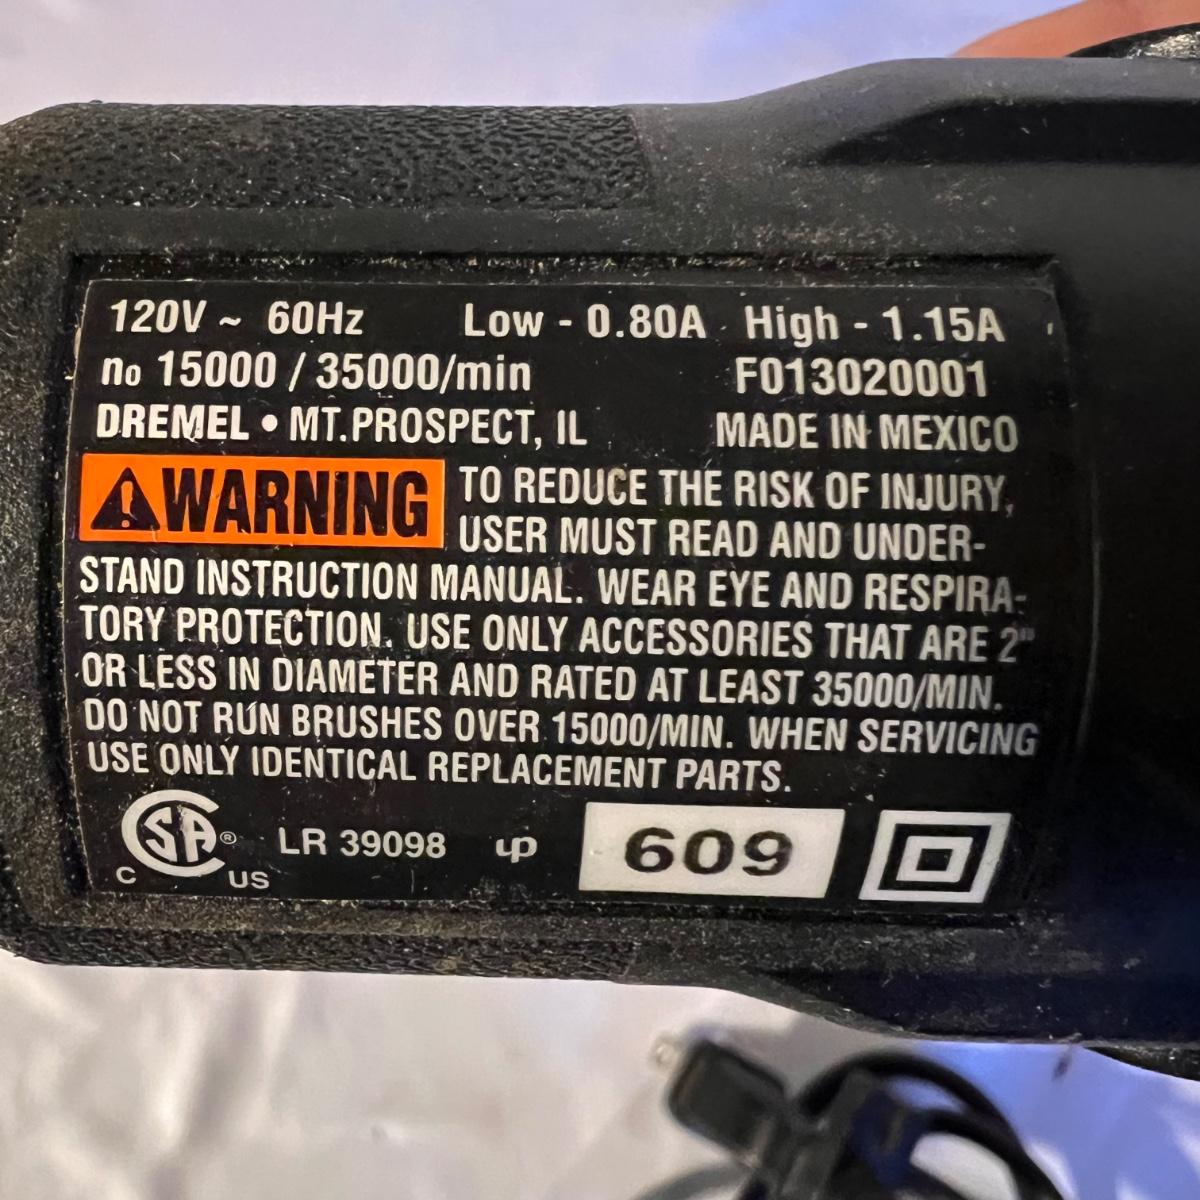 120V ~ 60Hz Low - 0.80A High - 1.15A
no 15000 / 35000/min F013020001
DREMEL • MT.PROSPECT, IL MADE IN MEXICO
WARNING TO REDUCE THE RISK OF INJURY,
USER MUST READ AND UNDER-
STAND INSTRUCTION MANUAL. WEAR EYE AND RESPIRA-
TORY PROTECTION. USE ONLY ACCESSORIES THAT ARE 2"
OR LESS IN DIAMETER AND RATED AT LEAST 35000/MIN.
DO NOT RUN BRUSHES OVER 15000/MIN. WHEN SERVICING
USE ONLY IDENTICAL REPLACEMENT PARTS.
CSA® LR 39098 up 609
C US